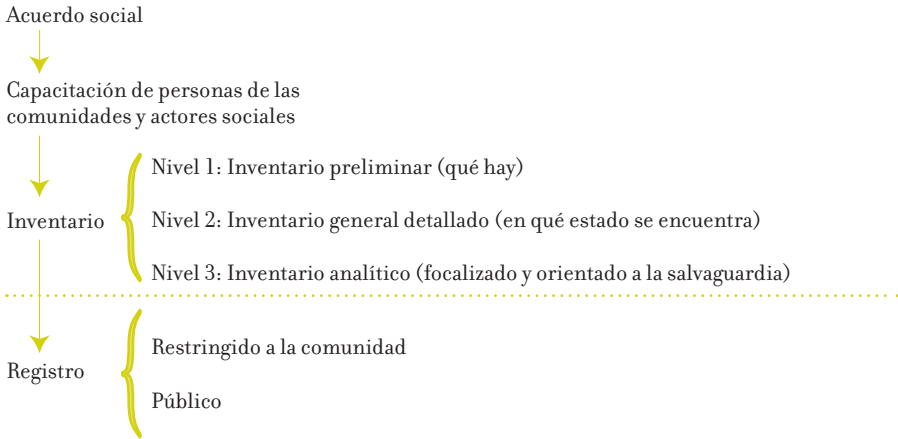 Acuerdo social
Capacitación de personas de las
comunidades y actores sociales
Inventario
Nivel 1: Inventario preliminar (qué hay)
Nivel 2: Inventario general detallado (en qué estado se encuentra)
Nivel 3: Inventario analítico (focalizado y orientado a la salvaguardia)
Registro
Restringido a la comunidad
Público